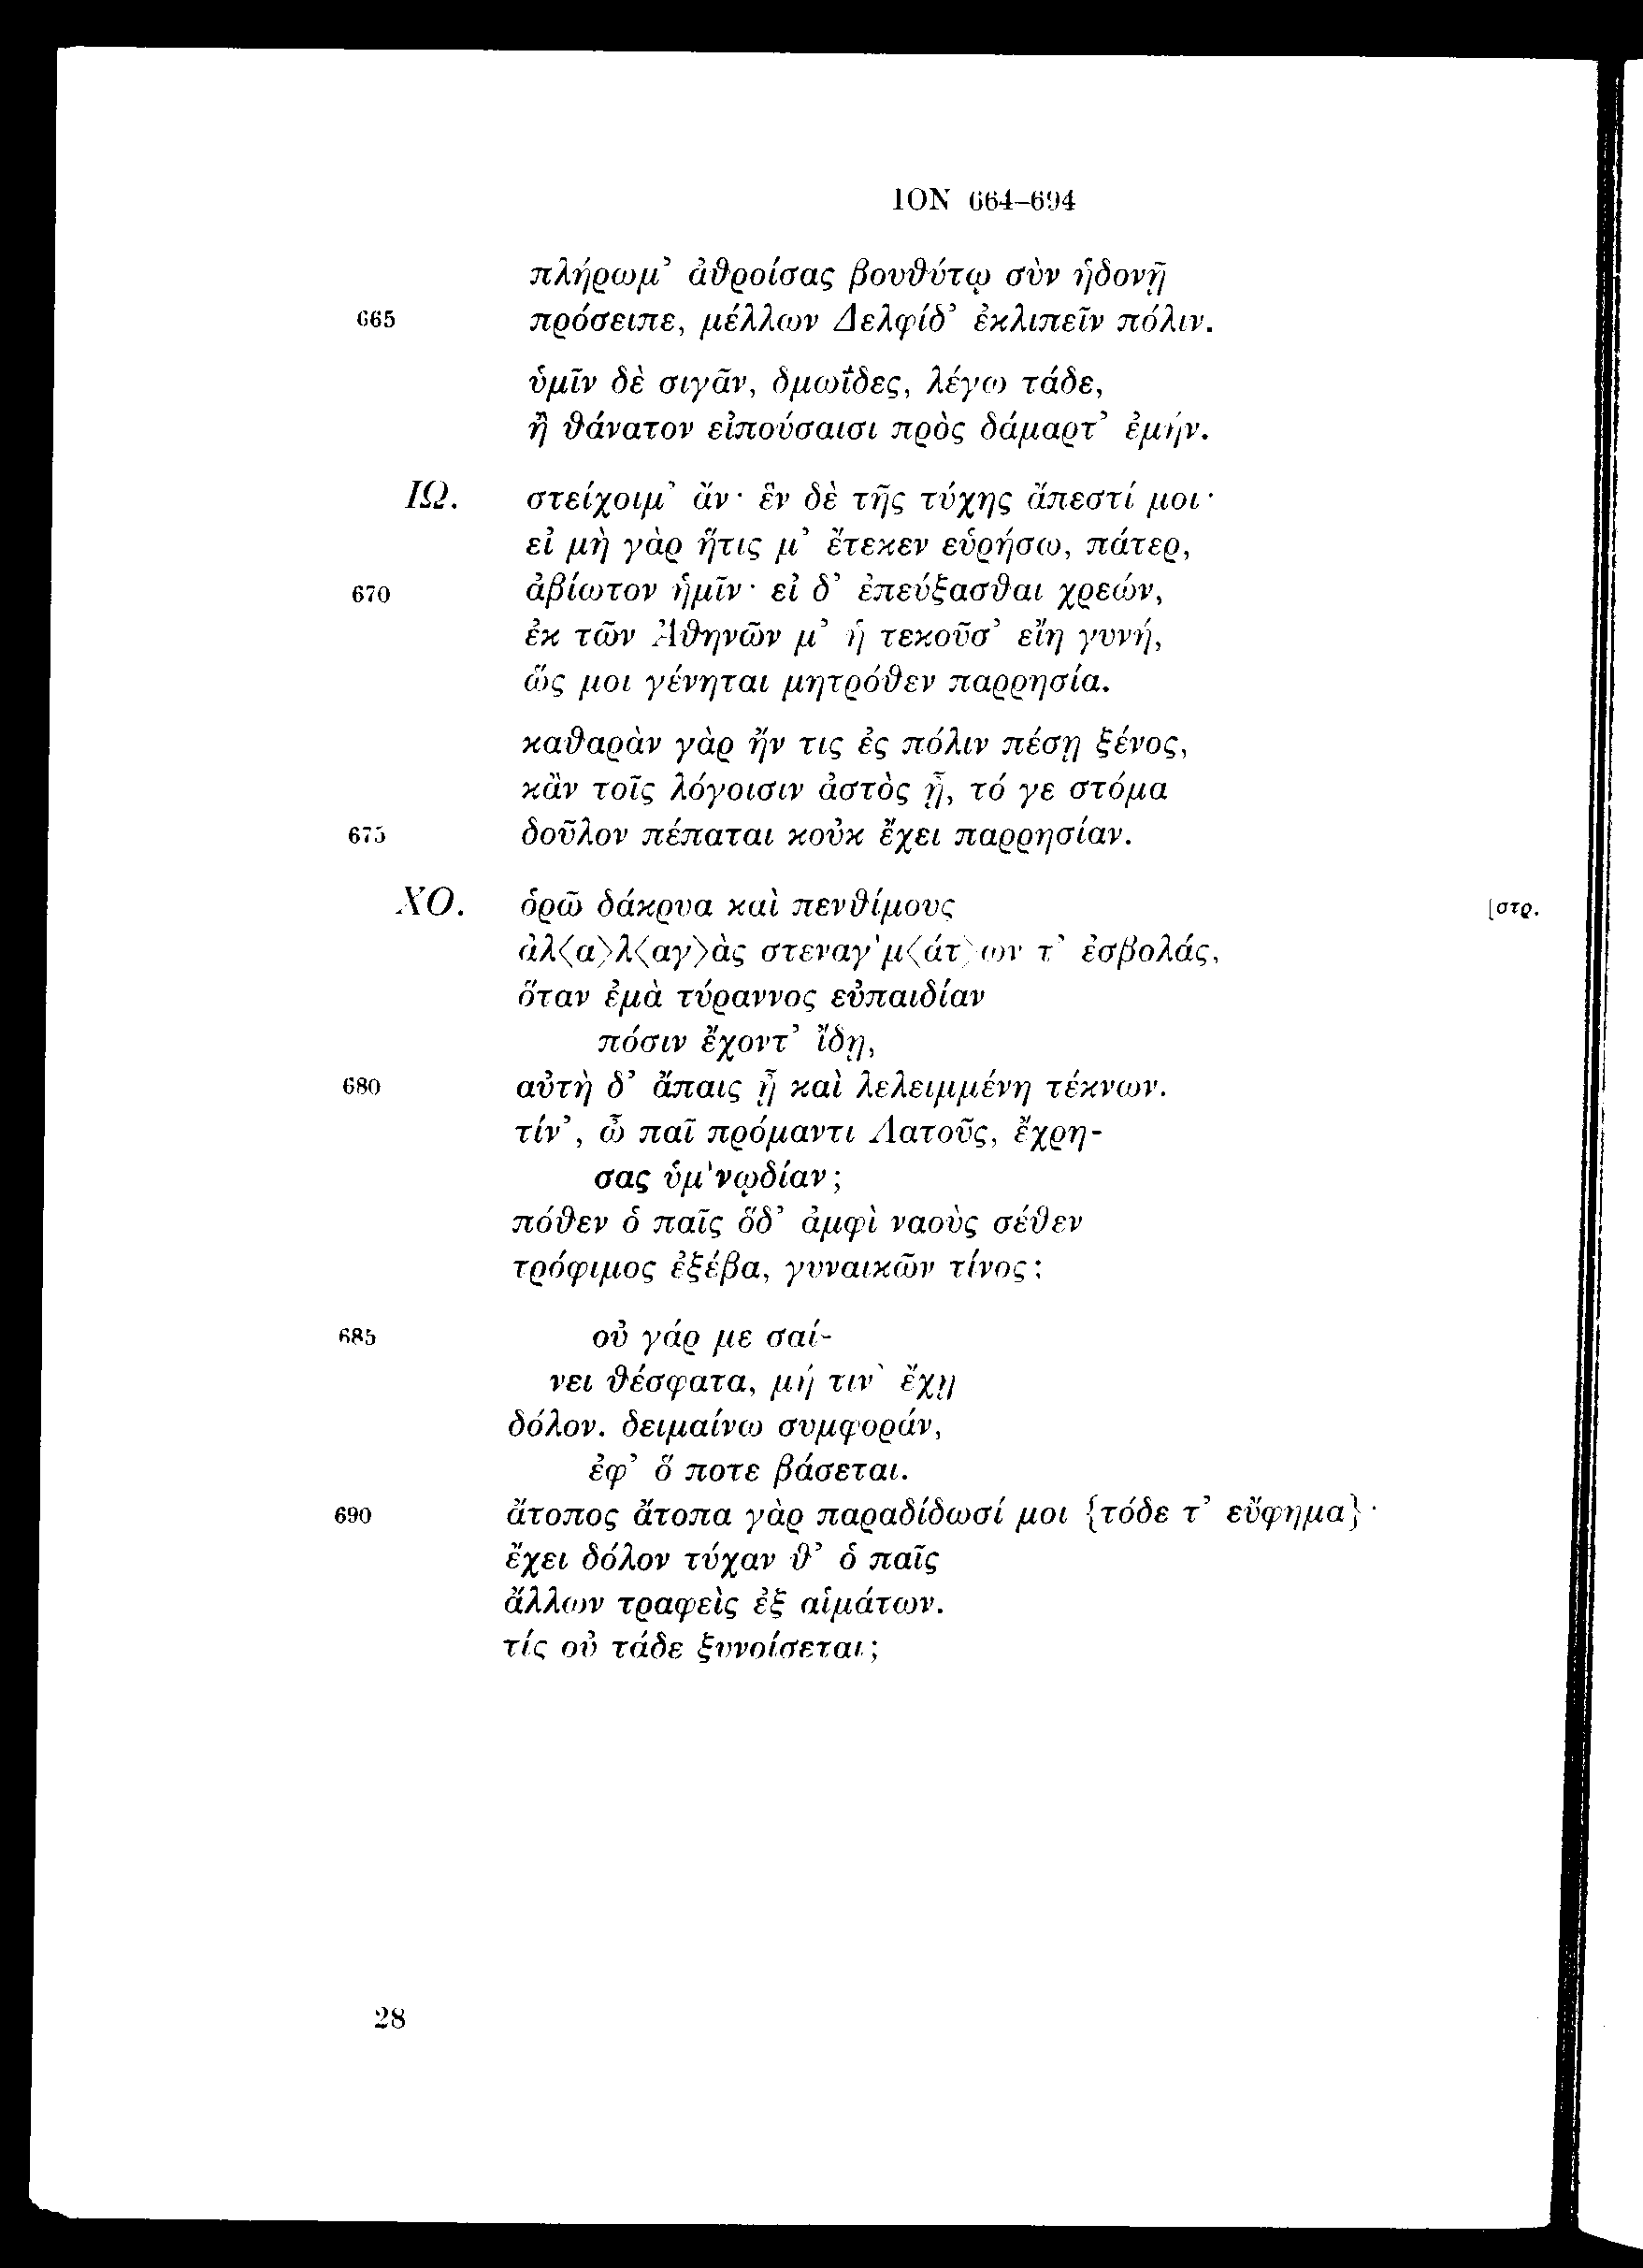 ION 664–694
πλήρωμ’ ἀθροίσας βουθύτῳ σὺν ἡδονῇ
665 πρόσειπε, μέλλων Δελφίδ’ ἐκλιπεῖν πόλιν.
ὑμῖν δὲ σιγᾶν, δμωΐδες, λέγω τάδε,
ἢ θάνατον εἰπούσαισι πρὸς δάμαρτ’ ἐμήν.
ΙΩ. στείχοιμ’ ἄν· ἓν δὲ τῆς τύχης ἄπεστί μοι·
εἰ μὴ γὰρ ἥτις μ’ ἔτεκεν εὑρήσω, πάτερ,
670 ἀβίωτον ἡμῖν· εἰ δ’ ἐπεύξασθαι χρεών,
ἐκ τῶν Ἀθηνῶν μ’ ἡ τεκοῦσ’ εἴη γυνή,
ὥς μοι γένηται μητρόθεν παρρησία.
καθαρὰν γὰρ ἤν τις ἐς πόλιν πέσῃ ξένος,
κἂν τοῖς λόγοισιν ἀστὸς ᾖ, τό γε στόμα
675 δοῦλον πέπαται κοὐκ ἔχει παρρησίαν.
ΧΟ. ὁρῶ δάκρυα καὶ πενθίμους [στρ.
ἀλ⟨α⟩λ⟨αγ⟩ὰς στεναγ'μ⟨άτ⟩ων τ’ ἐσβολάς,
ὅταν ἐμὰ τύραννος εὐπαιδίαν
πόσιν ἔχοντ’ ἴδῃ,
680 αὐτὴ δ’ ἄπαις ᾖ καὶ λελειμμένη τέκνων.
τίν’, ὦ παῖ πρόμαντι Λατοῦς, ἔχρη-
σας ὑμ'νῳδίαν;
πόθεν ὁ παῖς ὅδ’ ἀμφὶ ναοὺς σέθεν
τρόφιμος ἐξέβα, γυναικῶν τίνος;
685 οὐ γάρ με σαί-
νει θέσφατα, μή τιν’ ἔχῃ
δόλον. δειμαίνω συμφοράν,
ἐφ’ ὅ ποτε βάσεται.
690 ἄτοπος ἄτοπα γὰρ παραδίδωσί μοι {τόδε τ’ εὔφημα}·
ἔχει δόλον τύχαν θ’ ὁ παῖς
ἄλλων τραφεὶς ἐξ αἱμάτων.
τίς οὐ τάδε ξυνοίσεται;
28